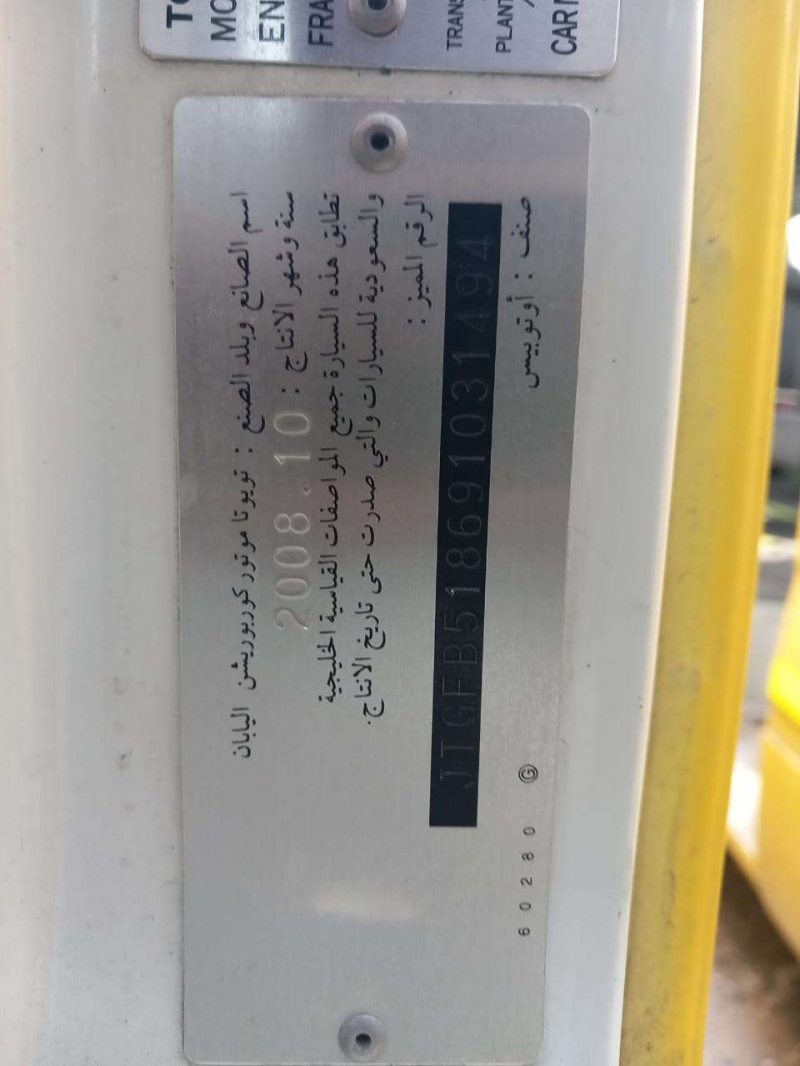 TO
MO
EN
FRA
TRANS
PLANT
CAR N
اسم الصانع وبلد الصنع : تويوتا موتور كوربوريشن اليابان
سنة وشهر الانتاج : 2008.10
تطابق هذه السيارة جميع المواصفات القياسية الخليجية
والسعودية للسيارات والتي صدرت حتى تاريخ الانتاج.
الرقم المميز :
JTGFB518691031494
صنف : أوتوبيس
60280 Ⓖ